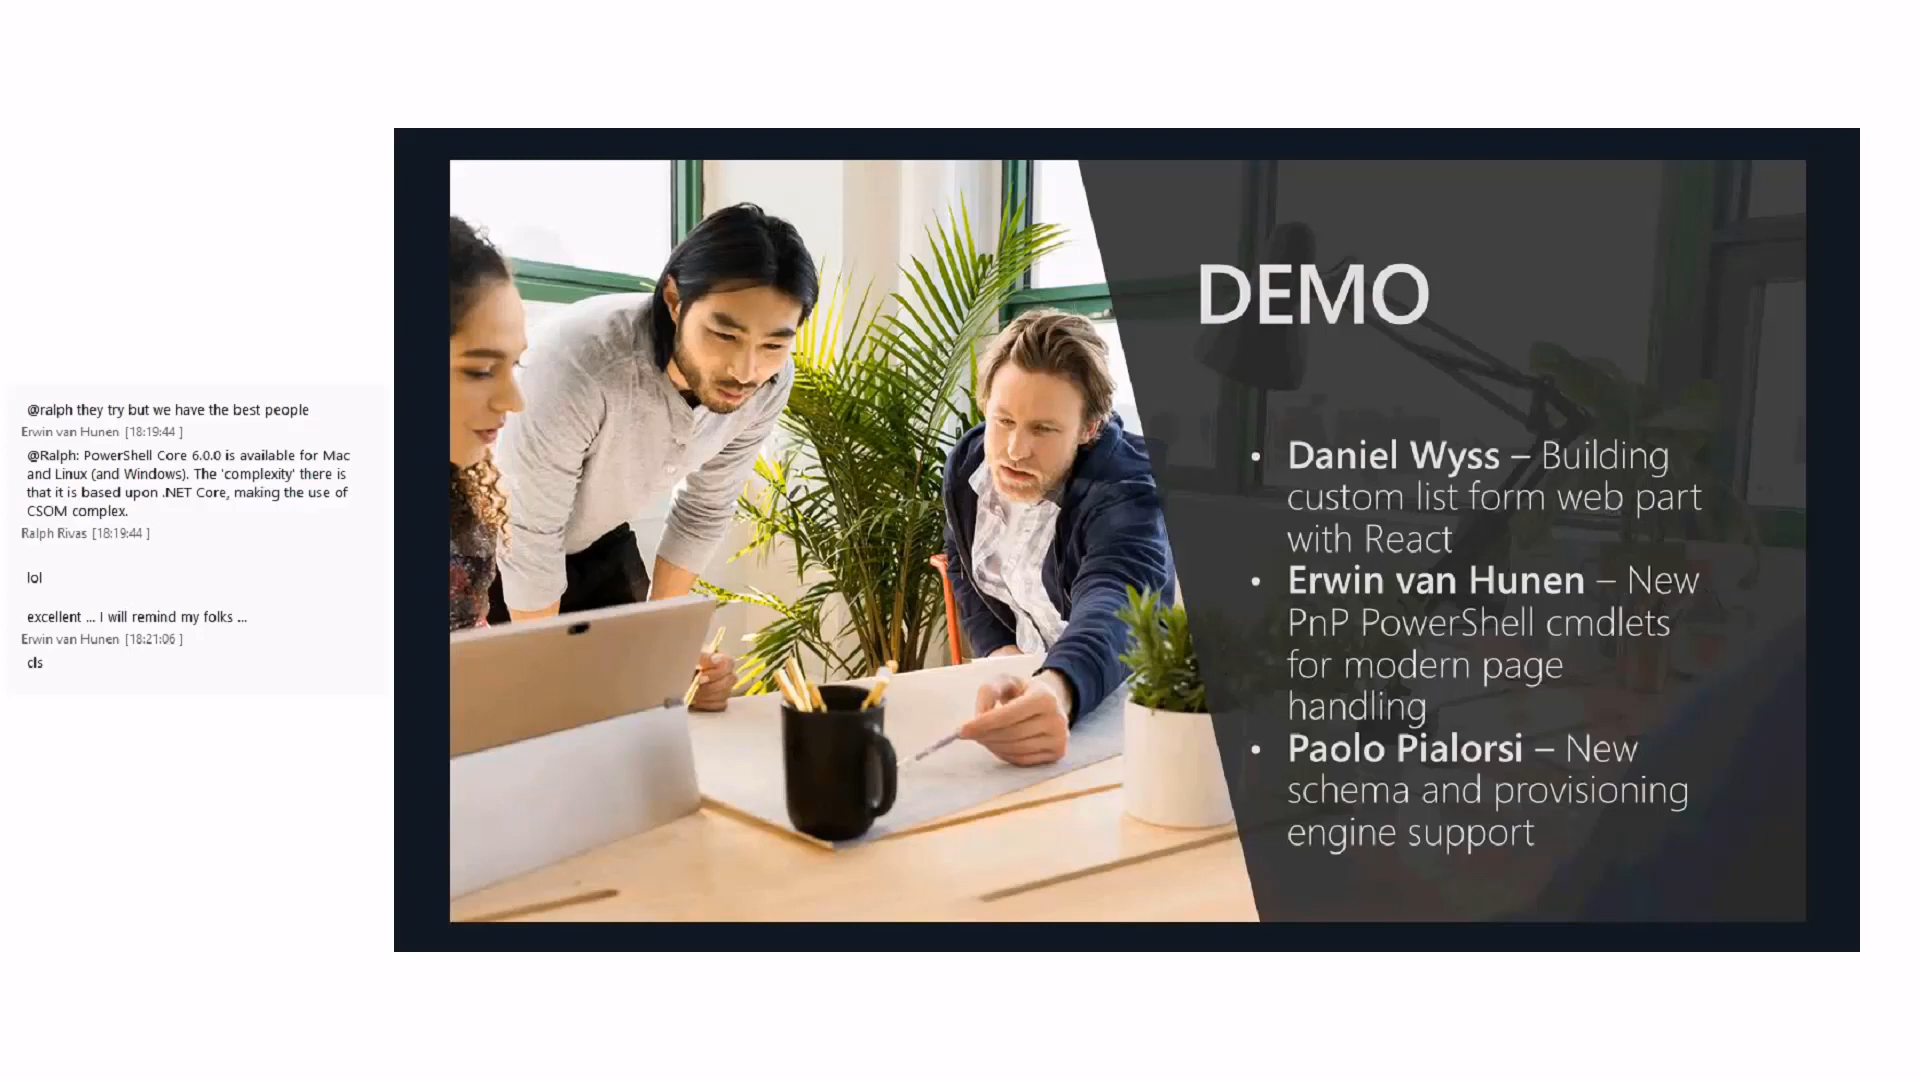 @ralph they try but we have the best people
Erwin van Hunen [18:19:44 ]
@Ralph: PowerShell Core 6.0.0 is available for Mac
and Linux (and Windows). The 'complexity' there is
that it is based upon .NET Core, making the use of
CSOM complex.
Ralph Rivas [18:19:44 ]
lol
excellent ... I will remind my folks ...
Erwin van Hunen [18:21:06 ]
cls
DEMO
• Daniel Wyss – Building
custom list form web part
with React
• Erwin van Hunen – New
PnP PowerShell cmdlets
for modern page
handling
• Paolo Pialorsi – New
schema and provisioning
engine support